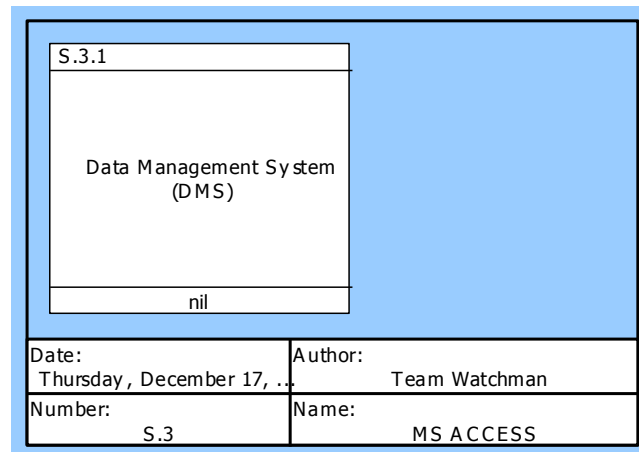 S.3.1
Data Management System
(DMS)
nil
Date:
Thursday, December 17, ...
Author:
Team Watchman
Number:
S.3
Name:
MS ACCESS